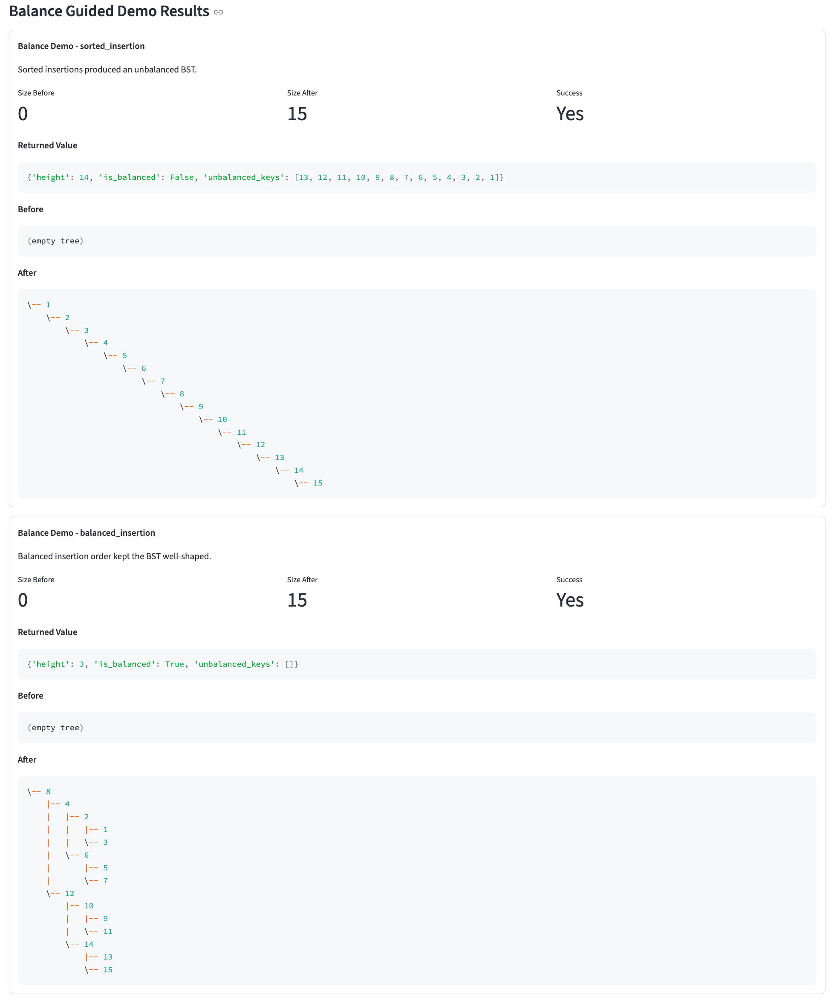 Balance Guided Demo Results
Balance Demo - sorted_insertion
Sorted insertions produced an unbalanced BST.
Size Before Size After Success
0 15 Yes
Returned Value
{'height': 14, 'is_balanced': False, 'unbalanced_keys': [13, 12, 11, 10, 9, 8, 7, 6, 5, 4, 3, 2, 1]}
Before
(empty tree)
After
\-- 1
    \-- 2
        \-- 3
            \-- 4
                \-- 5
                    \-- 6
                        \-- 7
                            \-- 8
                                \-- 9
                                    \-- 10
                                        \-- 11
                                            \-- 12
                                                \-- 13
                                                    \-- 14
                                                        \-- 15
Balance Demo - balanced_insertion
Balanced insertion order kept the BST well-shaped.
Size Before Size After Success
0 15 Yes
Returned Value
{'height': 3, 'is_balanced': True, 'unbalanced_keys': []}
Before
(empty tree)
After
\-- 8
    |-- 4
    |   |-- 2
    |   |   |-- 1
    |   |   \-- 3
    |   \-- 6
    |       |-- 5
    |       \-- 7
    \-- 12
        |-- 10
        |   |-- 9
        |   \-- 11
        \-- 14
            |-- 13
            \-- 15